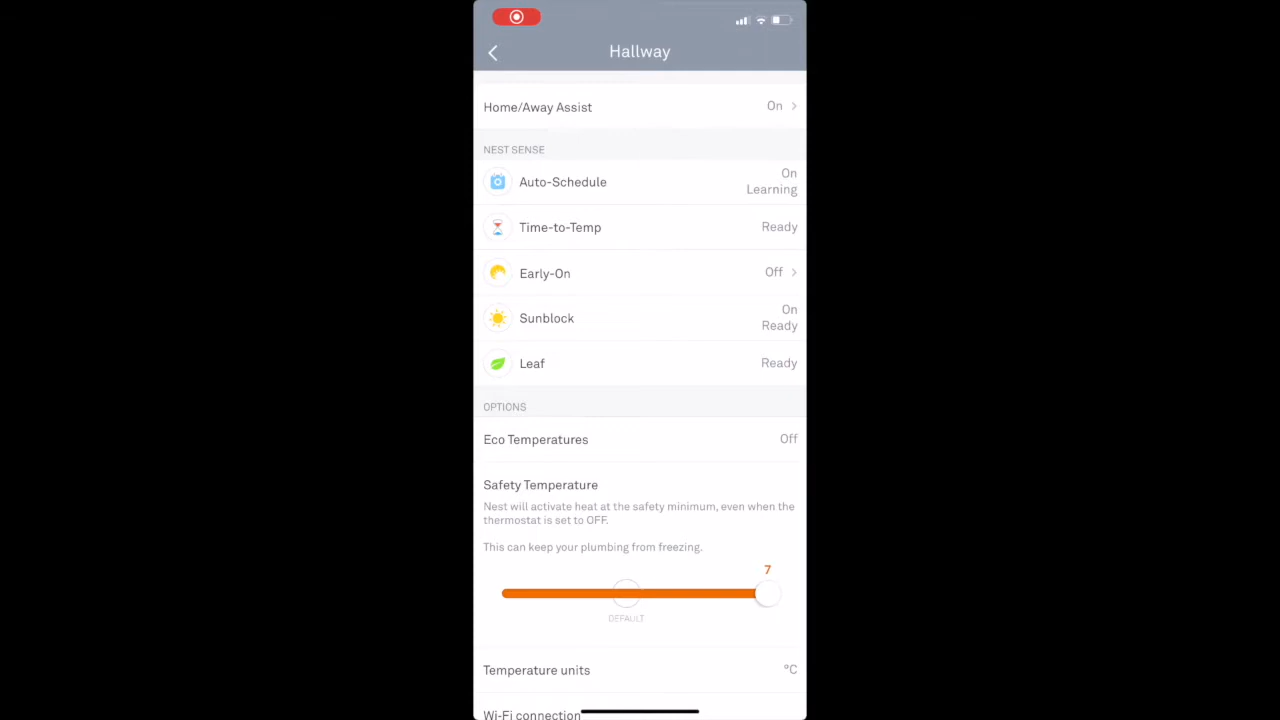 Hallway
Home/Away Assist On
NEST SENSE
Auto-Schedule On Learning
Time-to-Temp Ready
Early-On Off
Sunblock On Ready
Leaf Ready
OPTIONS
Eco Temperatures Off
Safety Temperature
Nest will activate heat at the safety minimum, even when the
thermostat is set to OFF.
This can keep your plumbing from freezing.
7
DEFAULT
Temperature units °C
Wi-Fi connection